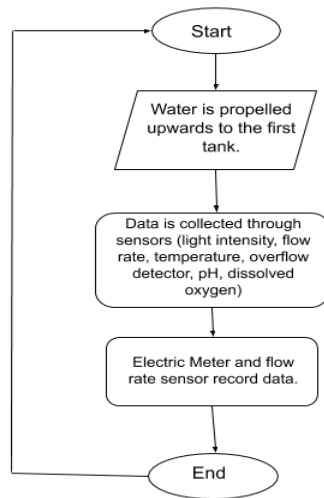 Start
Water is propelled
upwards to the first
tank.
Data is collected through
sensors (light intensity, flow
rate, temperature, overflow
detector, pH, dissolved
oxygen)
Electric Meter and flow
rate sensor record data.
End